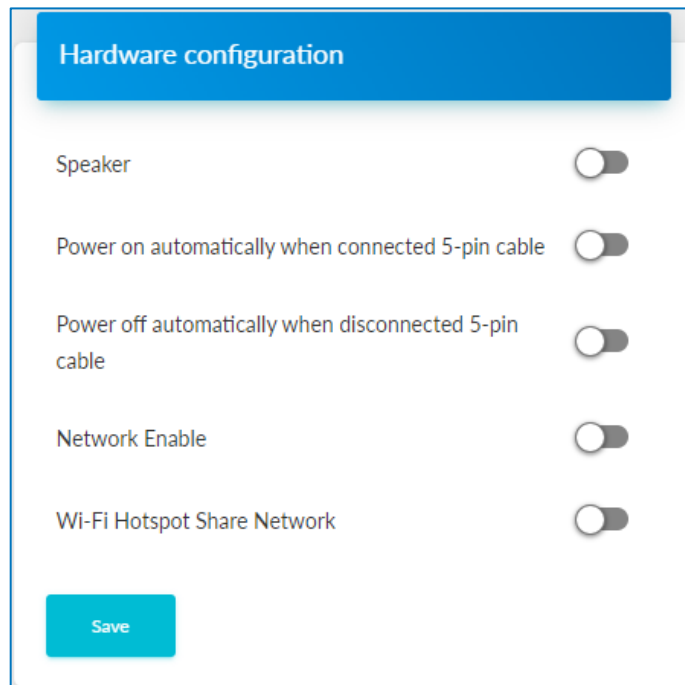 Hardware configuration
Speaker
Power on automatically when connected 5-pin cable
Power off automatically when disconnected 5-pin
cable
Network Enable
Wi-Fi Hotspot Share Network
Save